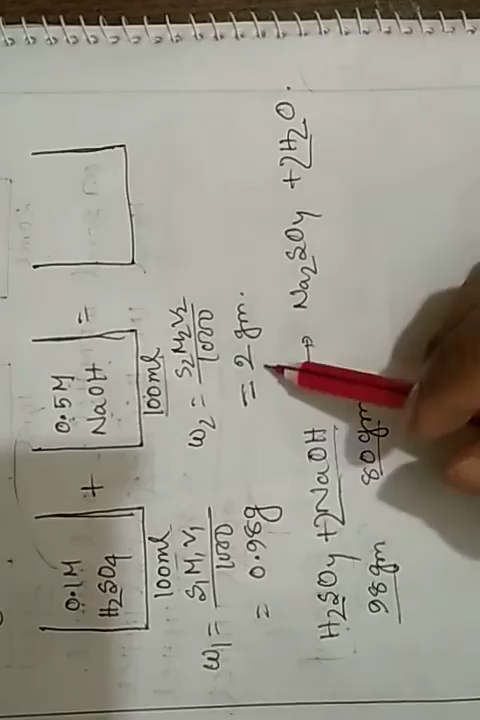 0.1M + 0.5M =
H2SO4 NaOH
100ml 100ml
w1 = S1M1V1/1000 w2 = S2M2V2/1000
= 0.98g = 2 gm.
H2SO4 + 2NaOH → Na2SO4 + 2H2O.
98gm 80gm